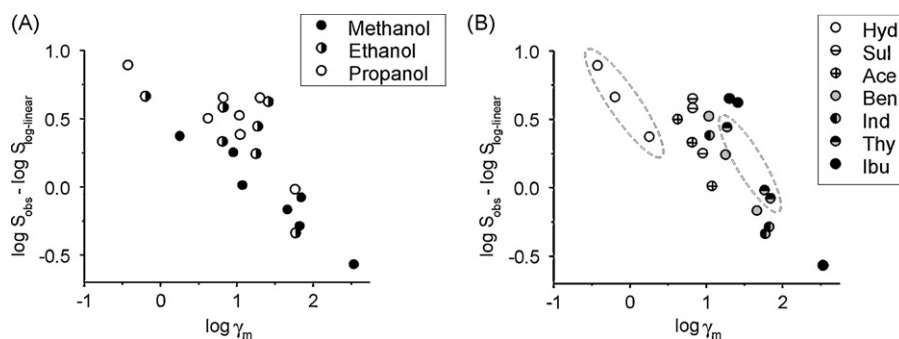 (A)
Methanol
Ethanol
Propanol
1.0
0.5
0.0
-0.5
log S_obs - log S_log-linear
-1
0
1
2
log γ_m
(B)
Hyd
Sul
Ace
Ben
Ind
Thy
Ibu
1.0
0.5
0.0
-0.5
log S_obs - log S_log-linear
-1
0
1
2
log γ_m